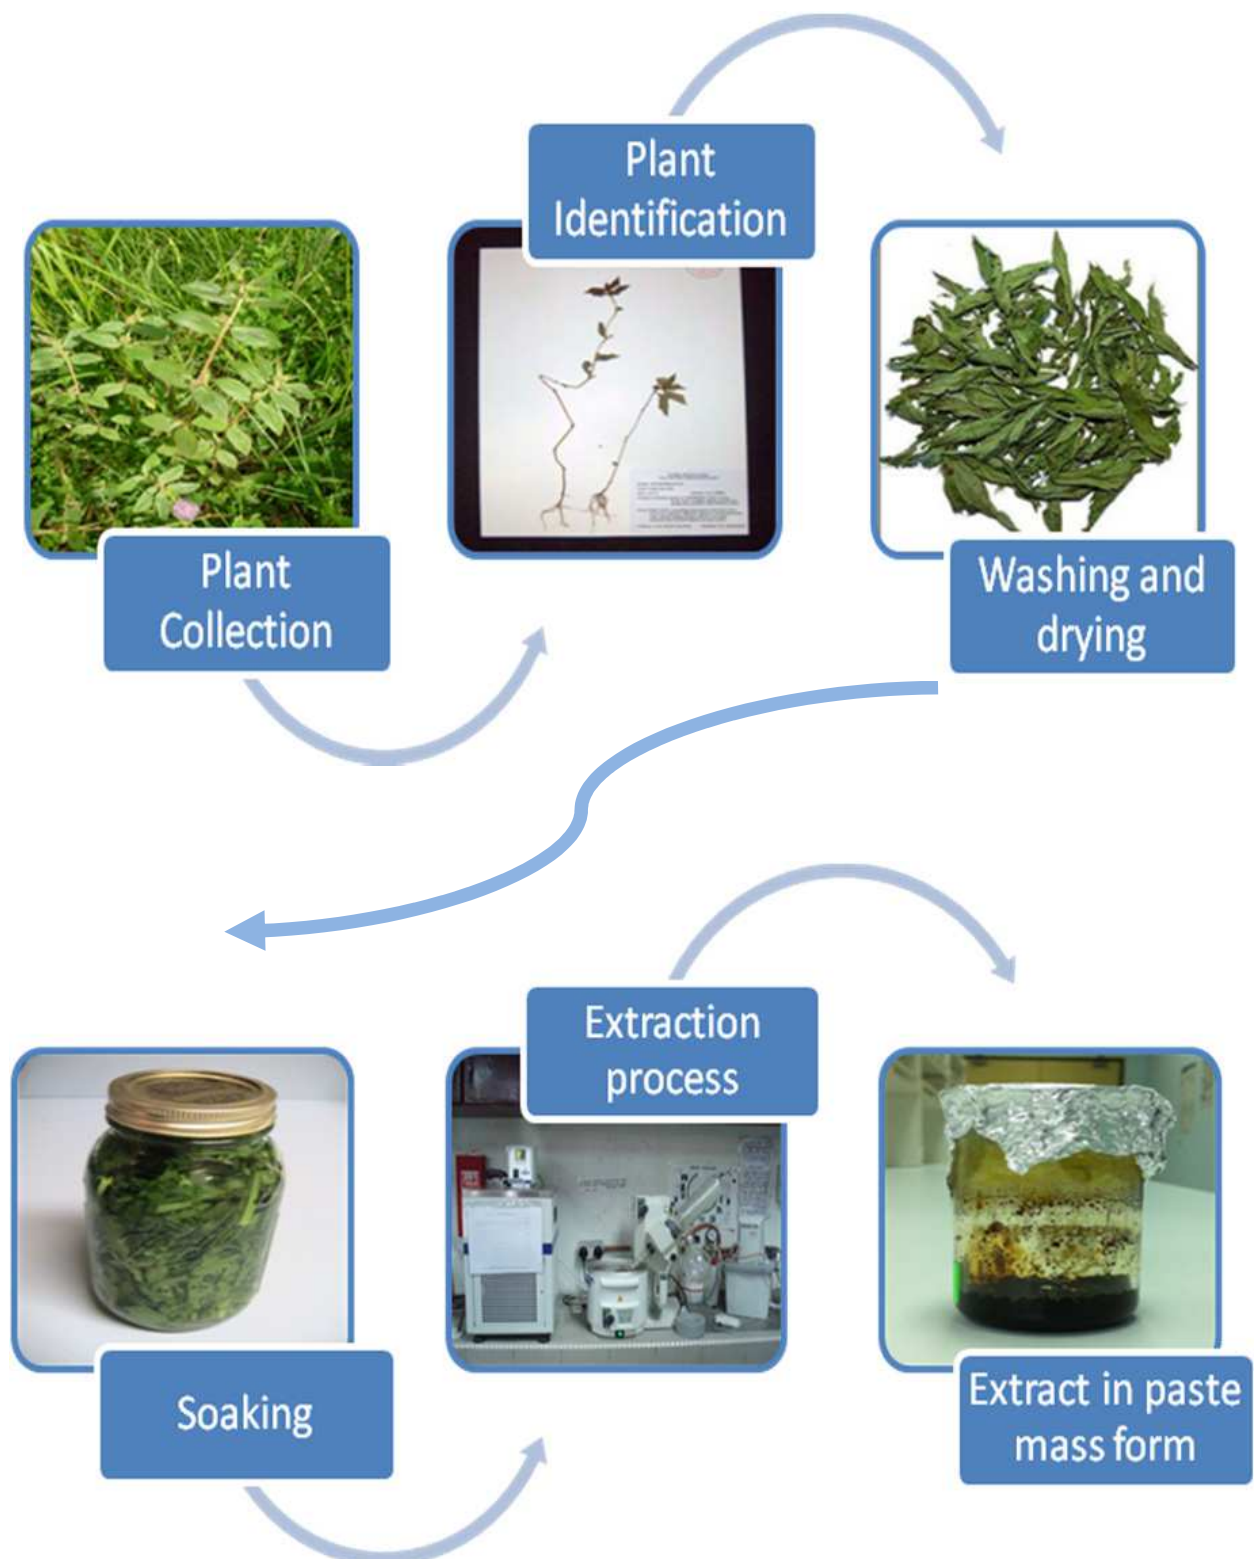 Plant
Identification
Plant
Collection
Washing and
drying
Extraction
process
Soaking
Extract in paste
mass form